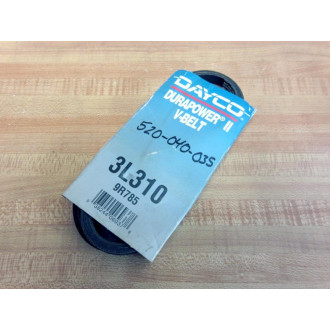 DAYCO
DURAPOWER II
V-BELT
520-040-035
3L310
9R785